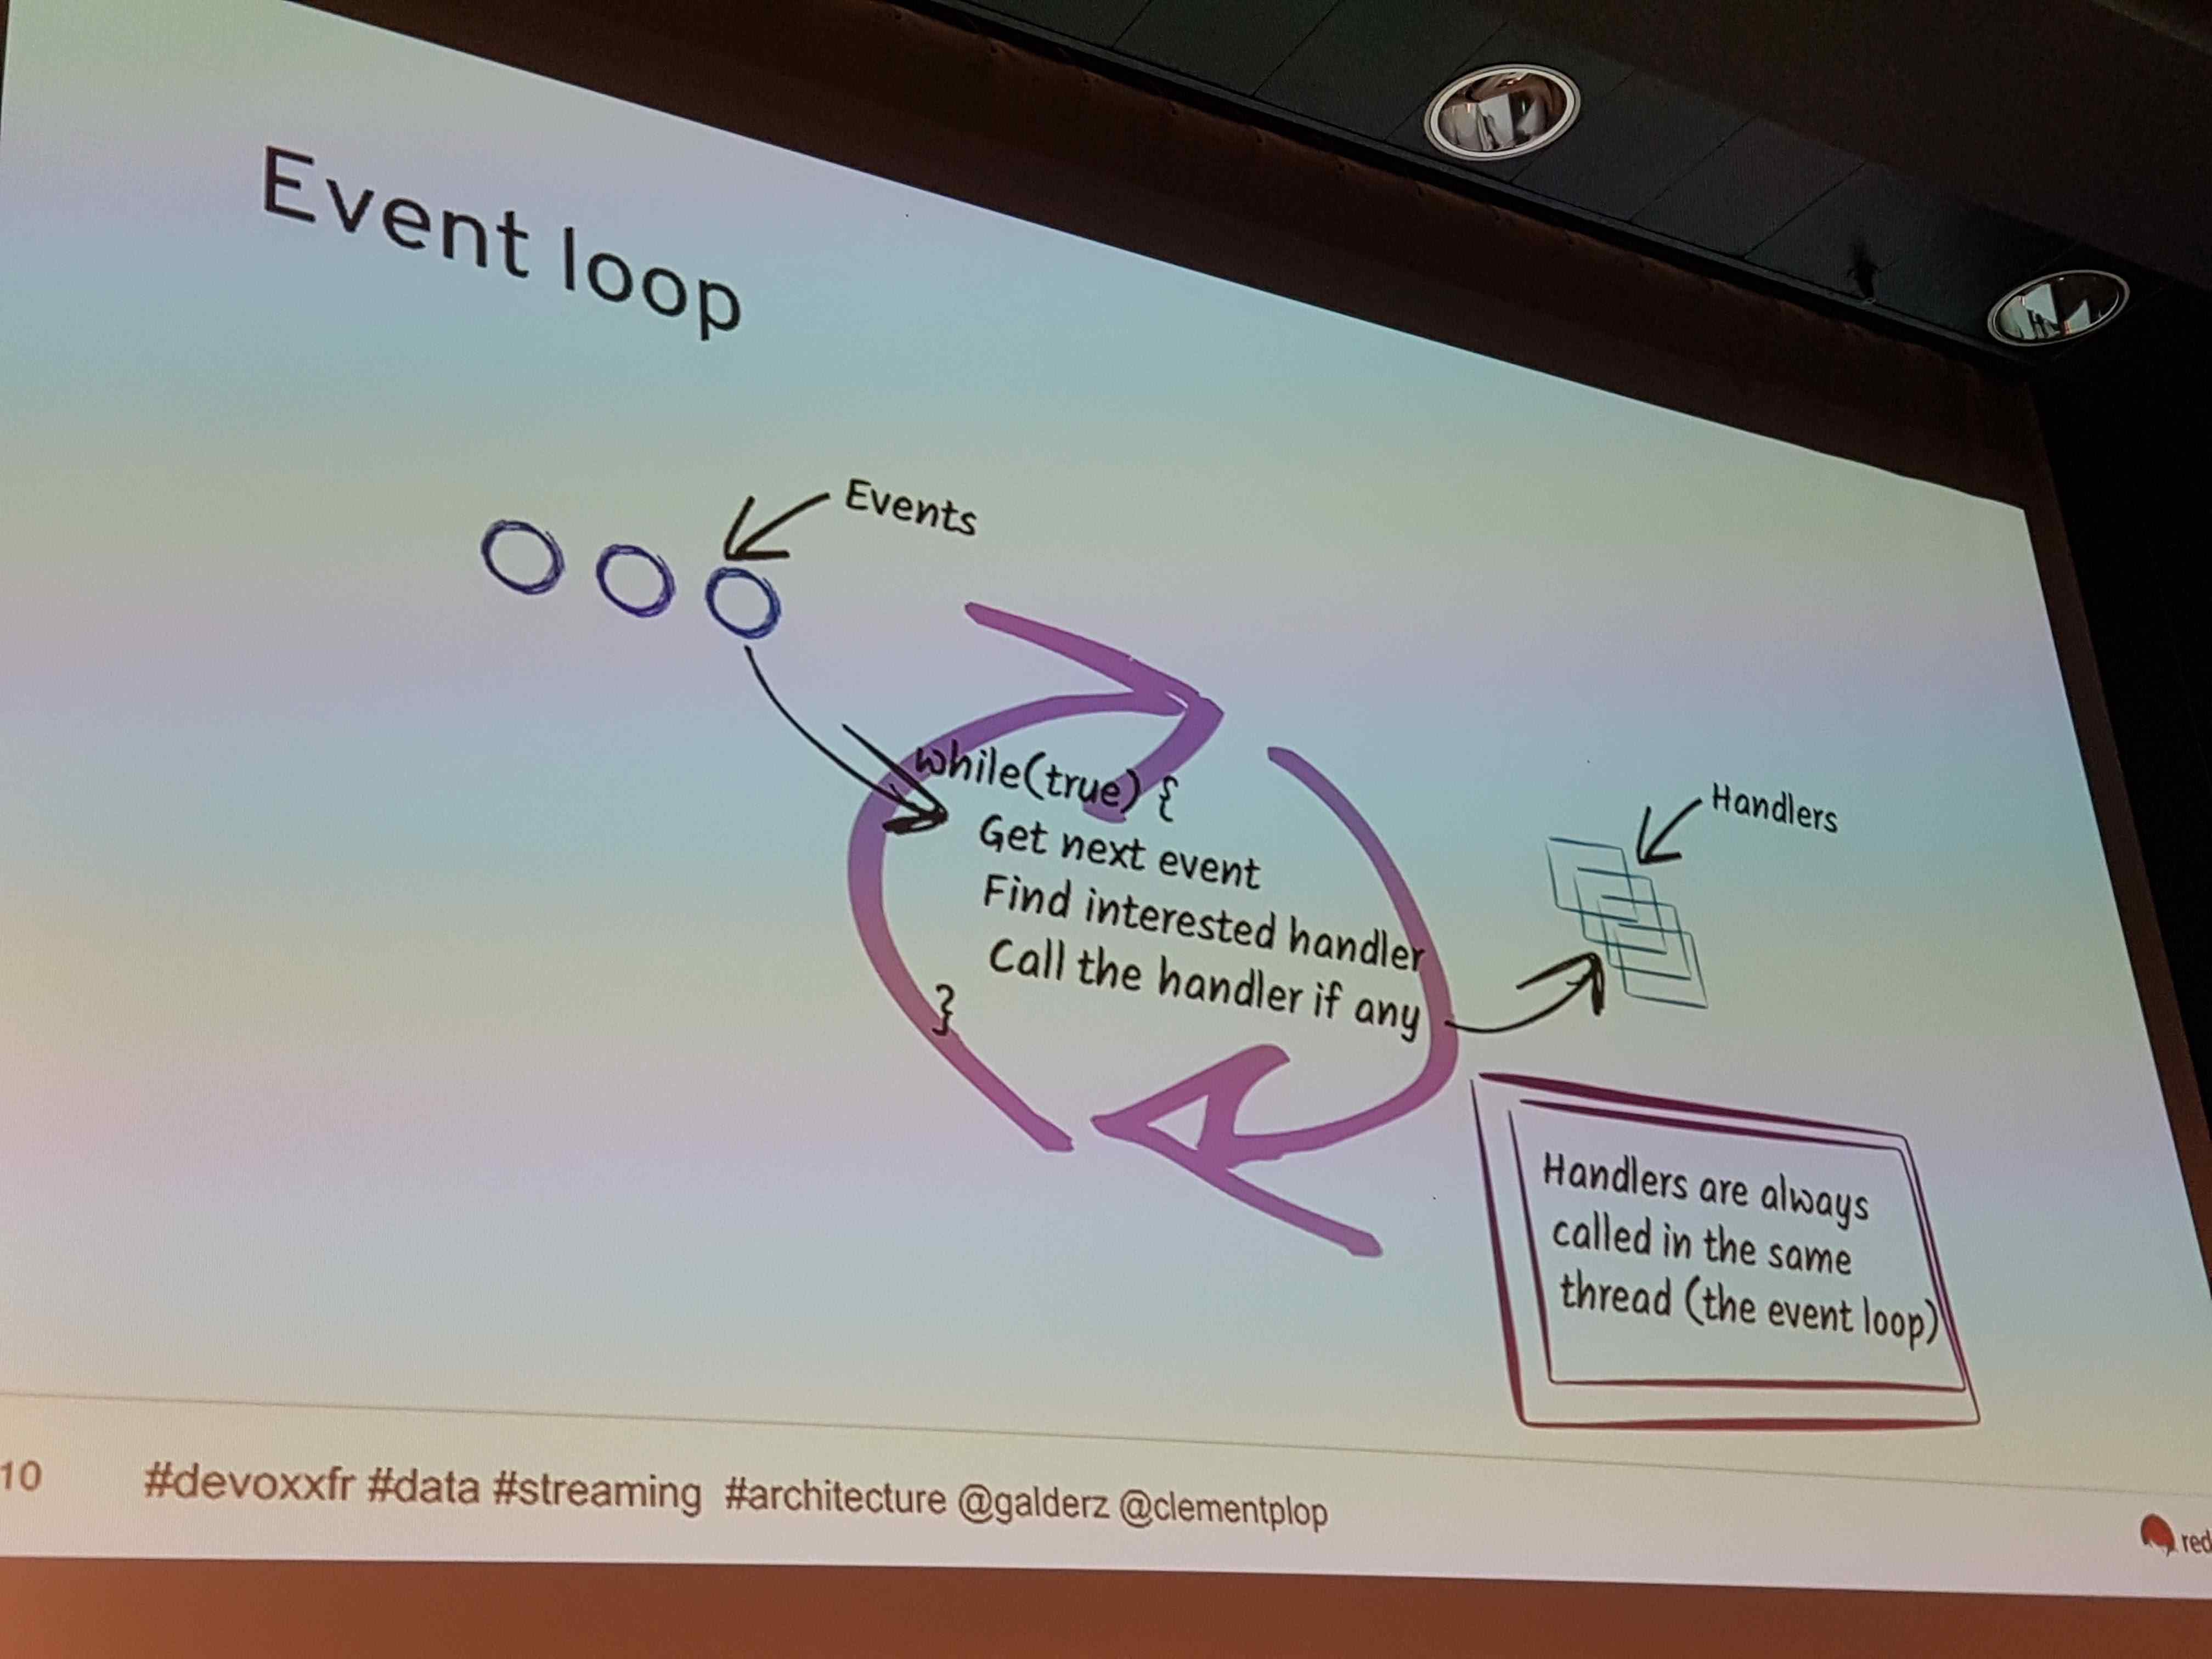 Event loop
Events
while(true) {
Get next event
Find interested handler
Call the handler if any
}
Handlers
Handlers are always
called in the same
thread (the event loop)
10
#devoxxfr #data #streaming #architecture @galderz @clementplop
red